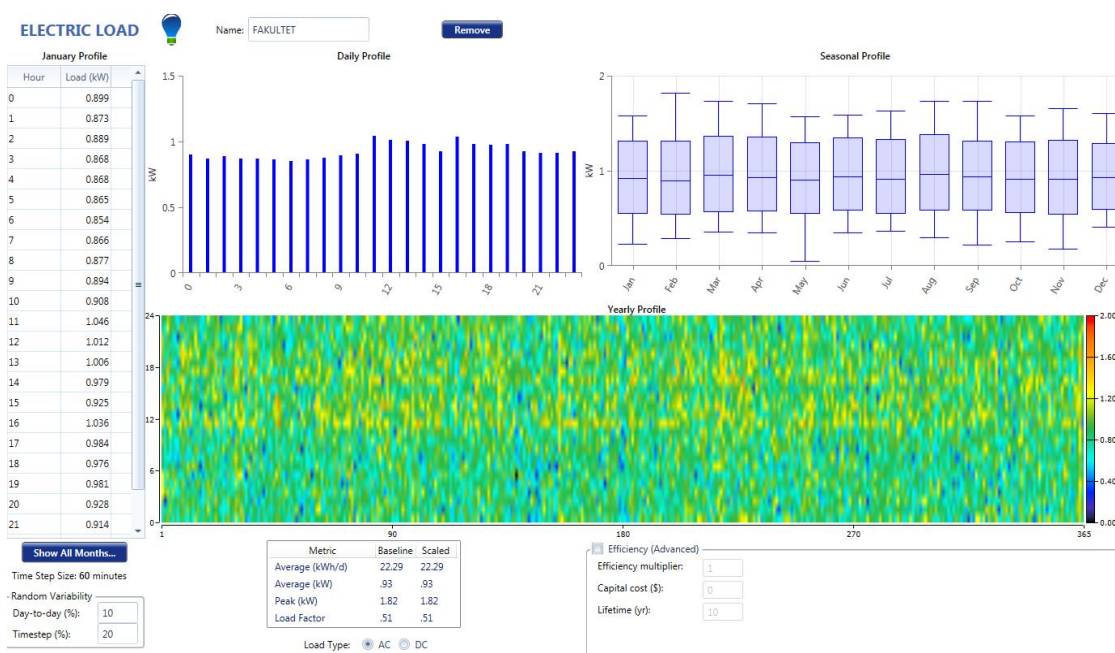 ELECTRIC LOAD
Name: FAKULTET
Remove
January Profile
Hour Load (kW)
0 0.899
1 0.873
2 0.889
3 0.868
4 0.868
5 0.865
6 0.854
7 0.866
8 0.877
9 0.894
10 0.908
11 1.046
12 1.012
13 1.006
14 0.979
15 0.925
16 1.036
17 0.984
18 0.976
19 0.981
20 0.928
21 0.914
Show All Months...
Time Step Size: 60 minutes
Random Variability
Day-to-day (%): 10
Timestep (%): 20
Daily Profile
1.5
1
0.5
0
kW
0 3 6 9 12 15 18 21
Seasonal Profile
2
1
0
kW
Jan Feb Mar Apr May Jun Jul Aug Sep Oct Nov Dec
Yearly Profile
24
18
12
6
0
1 90 180 270 365
2.00
1.60
1.20
0.80
0.40
0.00
Metric Baseline Scaled
Average (kWh/d) 22.29 22.29
Average (kW) .93 .93
Peak (kW) 1.82 1.82
Load Factor .51 .51
Load Type: AC DC
Efficiency (Advanced)
Efficiency multiplier: 1
Capital cost ($): 0
Lifetime (yr): 10